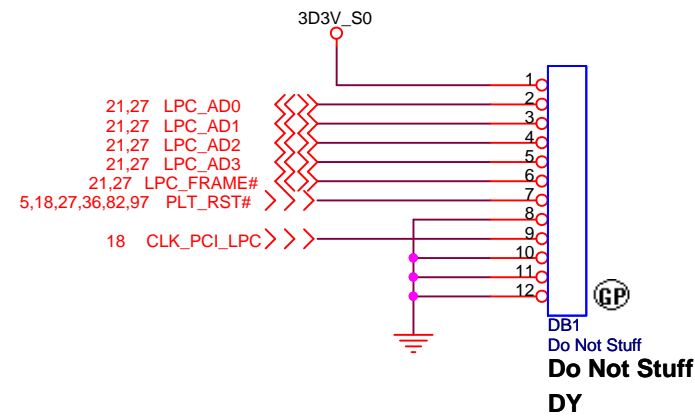 3D3V_S0
1
21,27 LPC_AD0 2
21,27 LPC_AD1 3
21,27 LPC_AD2 4
21,27 LPC_AD3 5
21,27 LPC_FRAME# 6
5,18,27,36,82,97 PLT_RST# 7
8
18 CLK_PCI_LPC 9
10
11
12
GP
DB1
Do Not Stuff
Do Not Stuff
DY